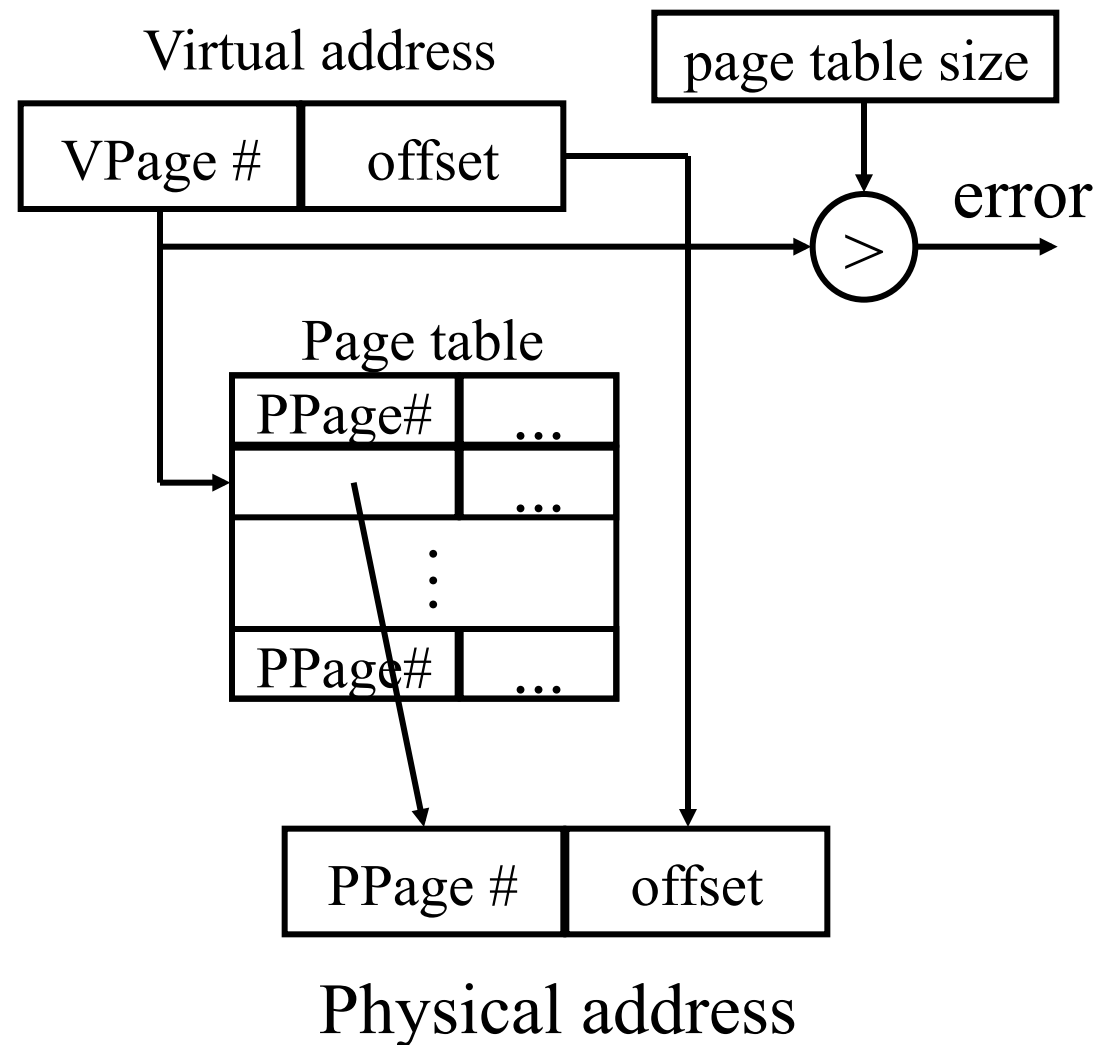 Virtual address
page table size
VPage #
offset
error
>
Page table
PPage#
...
...
⋮
PPage#
...
PPage #
offset
Physical address